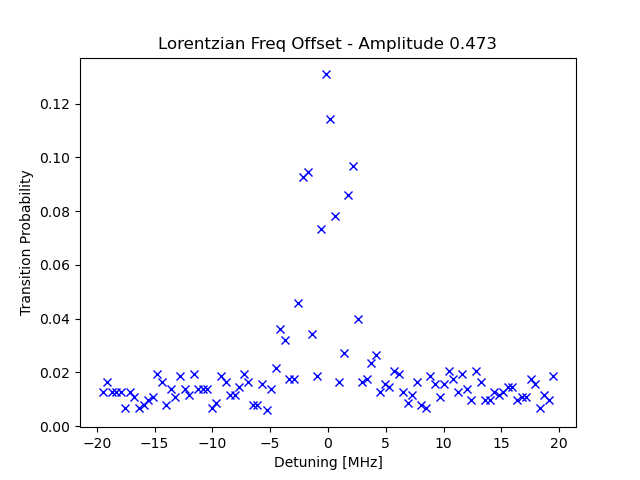 Lorentzian Freq Offset - Amplitude 0.473
Transition Probability
0.12
0.10
0.08
0.06
0.04
0.02
0.00
−20 −15 −10 −5 0 5 10 15 20
Detuning [MHz]